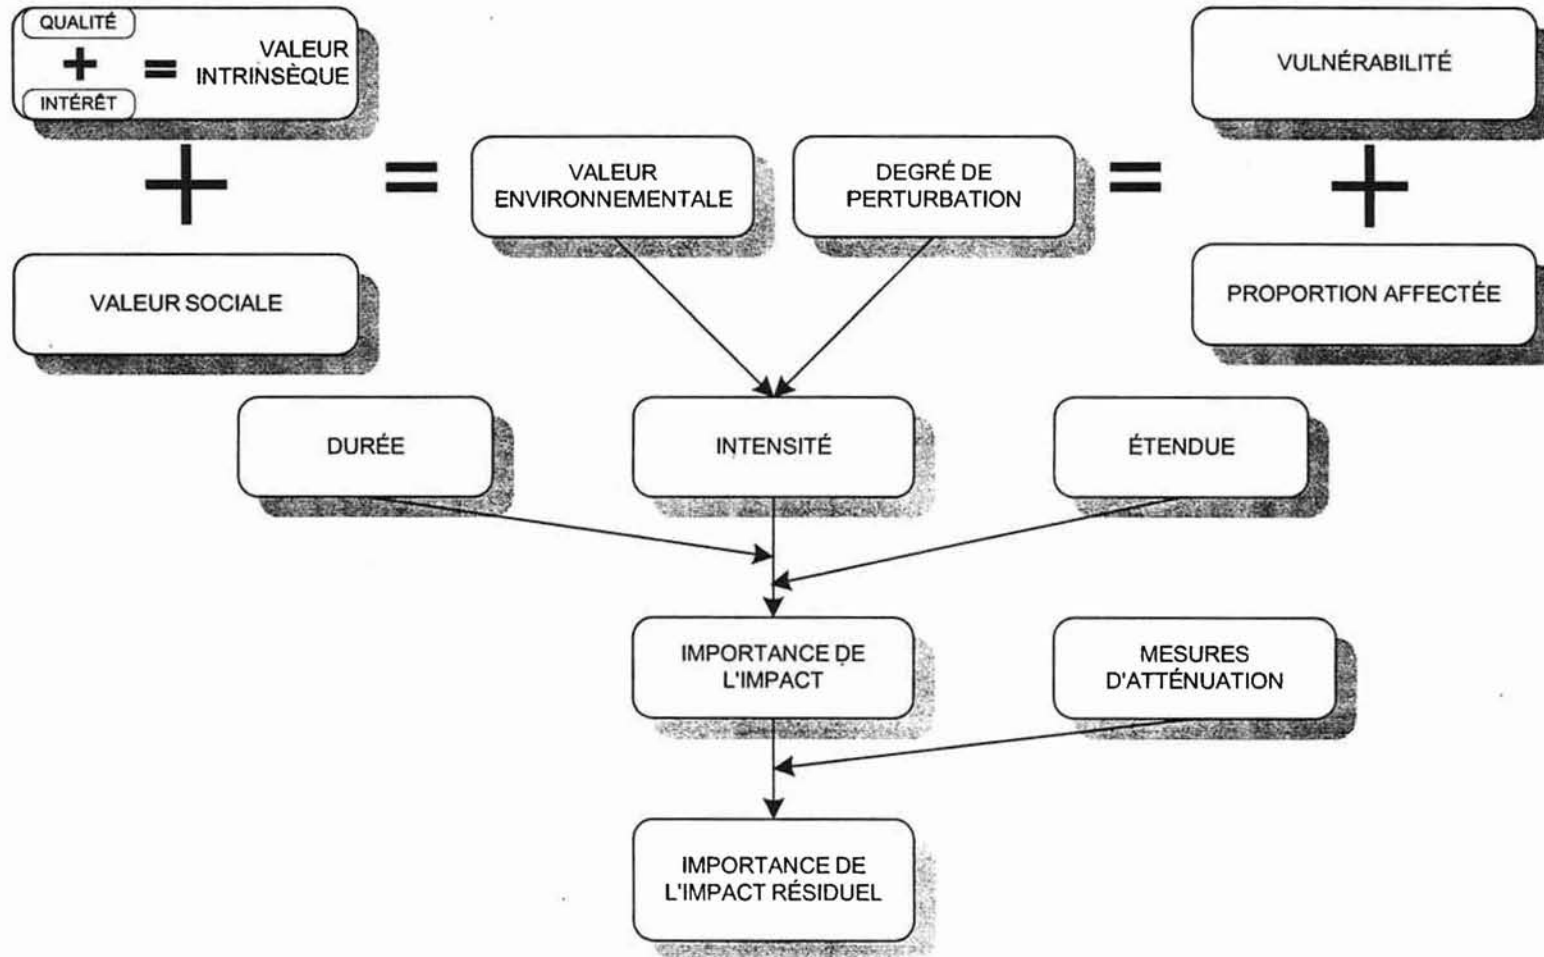 QUALITÉ
+
=
VALEUR
INTRINSÈQUE
INTÉRÊT
+
VALEUR SOCIALE
=
VALEUR
ENVIRONNEMENTALE
DEGRÉ DE
PERTURBATION
=
VULNÉRABILITÉ
+
PROPORTION AFFECTÉE
DURÉE
INTENSITÉ
ÉTENDUE
IMPORTANCE DE
L'IMPACT
MESURES
D'ATTÉNUATION
IMPORTANCE DE
L'IMPACT RÉSIDUEL